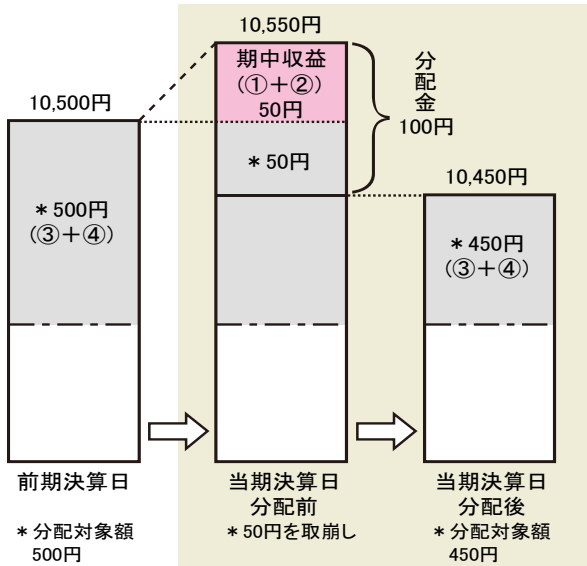 10,550円
期中収益
(①+②)
50円
分配金
100円
10,500円
*50円
10,450円
*500円
(③+④)
*450円
(③+④)
前期決算日
当期決算日
分配前
当期決算日
分配後
*分配対象額
500円
*50円を取崩し
*分配対象額
450円